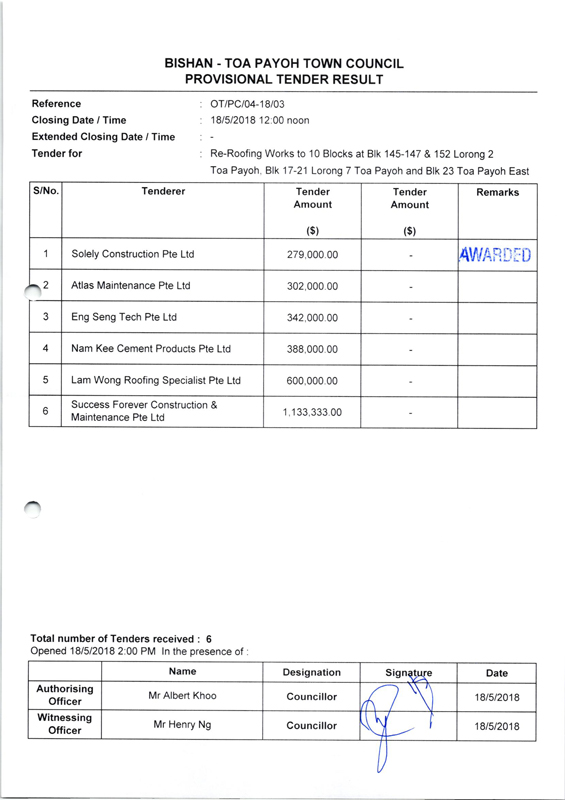 BISHAN - TOA PAYOH TOWN COUNCIL
PROVISIONAL TENDER RESULT
Reference : OT/PC/04-18/03
Closing Date / Time : 18/5/2018 12:00 noon
Extended Closing Date / Time : -
Tender for : Re-Roofing Works to 10 Blocks at Blk 145-147 & 152 Lorong 2
Toa Payoh, Blk 17-21 Lorong 7 Toa Payoh and Blk 23 Toa Payoh East
S/No. Tenderer Tender Tender Remarks
Amount Amount
($) ($)
1 Solely Construction Pte Ltd 279,000.00 - AWARDED
2 Atlas Maintenance Pte Ltd 302,000.00 -
3 Eng Seng Tech Pte Ltd 342,000.00 -
4 Nam Kee Cement Products Pte Ltd 388,000.00 -
5 Lam Wong Roofing Specialist Pte Ltd 600,000.00 -
6 Success Forever Construction & 1,133,333.00 -
Maintenance Pte Ltd
Total number of Tenders received : 6
Opened 18/5/2018 2:00 PM In the presence of :
Name Designation Signature Date
Authorising Mr Albert Khoo Councillor 18/5/2018
Officer
Witnessing Mr Henry Ng Councillor 18/5/2018
Officer